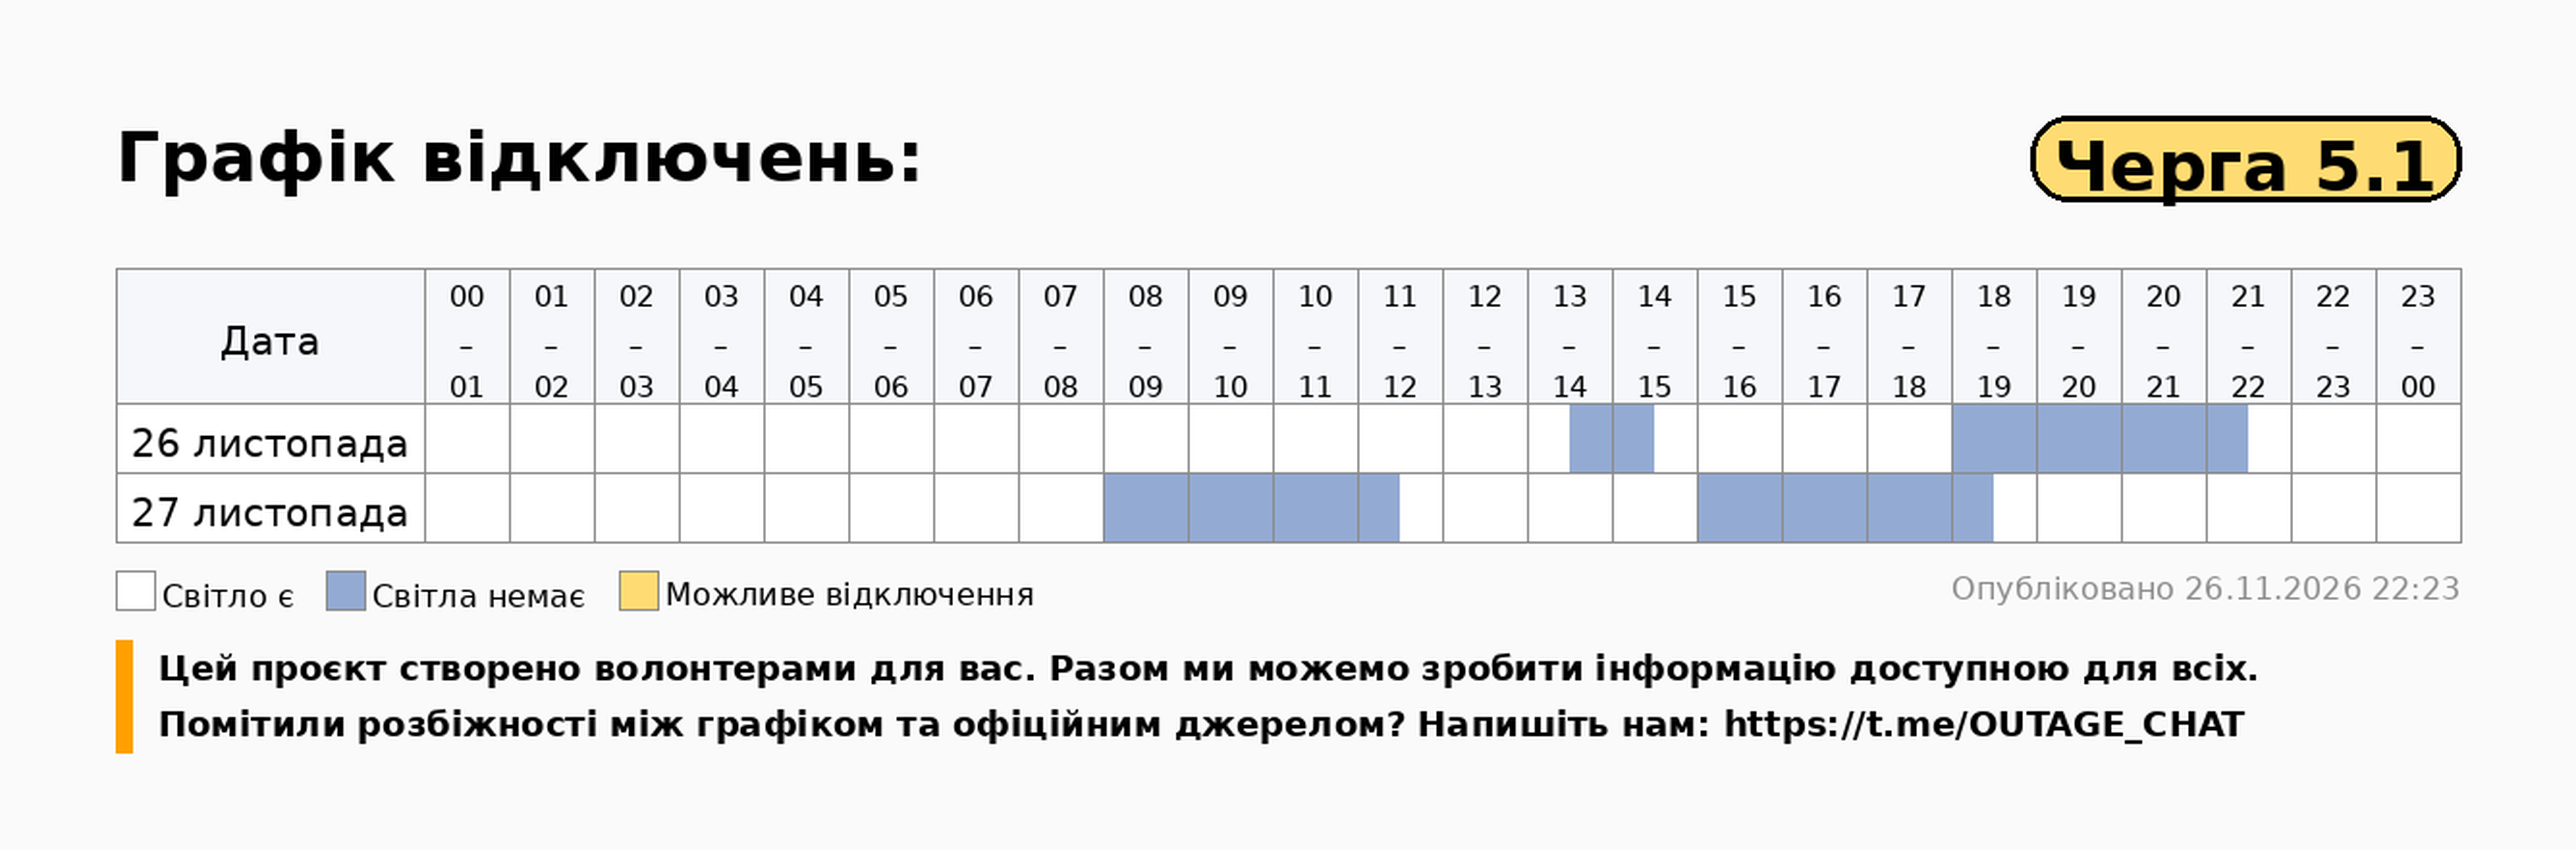 Графік відключень:
Черга 5.1
Дата 00 – 01 01 – 02 02 – 03 03 – 04 04 – 05 05 – 06 06 – 07 07 – 08 08 – 09 09 – 10 10 – 11 11 – 12 12 – 13 13 – 14 14 – 15 15 – 16 16 – 17 17 – 18 18 – 19 19 – 20 20 – 21 21 – 22 22 – 23 23 – 00
26 листопада
27 листопада
Світло є Світла немає Можливе відключення
Опубліковано 26.11.2026 22:23
Цей проєкт створено волонтерами для вас. Разом ми можемо зробити інформацію доступною для всіх.
Помітили розбіжності між графіком та офіційним джерелом? Напишіть нам: https://t.me/OUTAGE_CHAT